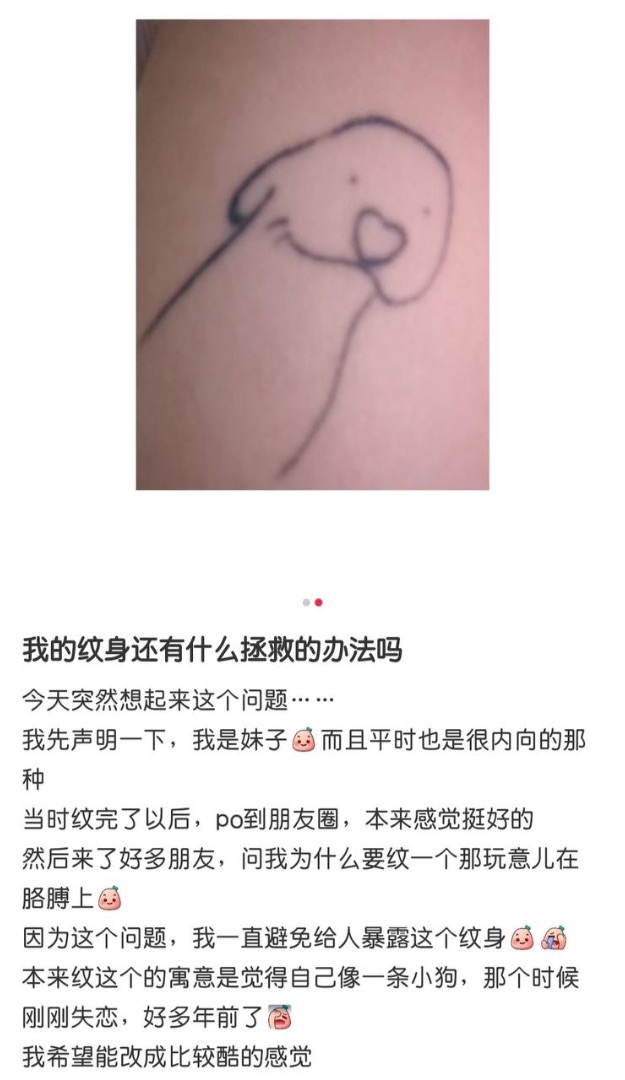 我的纹身还有什么拯救的办法吗
今天突然想起来这个问题⋯ ⋯
我先声明一下，我是妹子而且平时也是很内向的那
种
当时纹完了以后，po到朋友圈，本来感觉挺好的
然后来了好多朋友，问我为什么要纹一个那玩意儿在
胳膊上
因为这个问题，我一直避免给人暴露这个纹身
本来纹这个的寓意是觉得自己像一条小狗，那个时候
刚刚失恋，好多年前了
我希望能改成比较酷的感觉